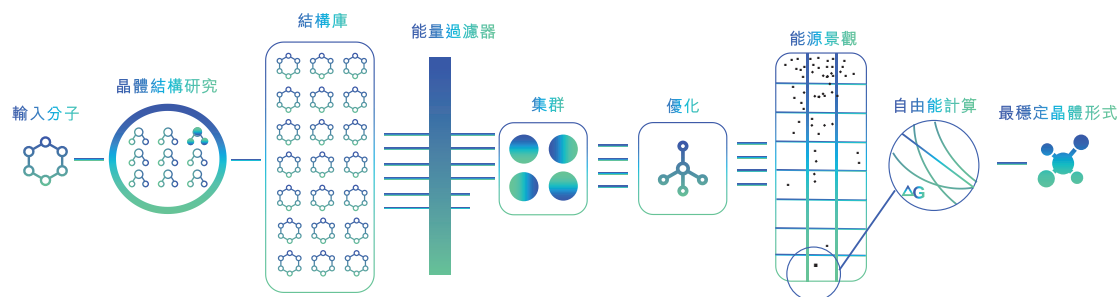 輸入分子
晶體結構研究
結構庫
能量過濾器
集群
優化
能源景觀
自由能計算
ΔG
最穩定晶體形式